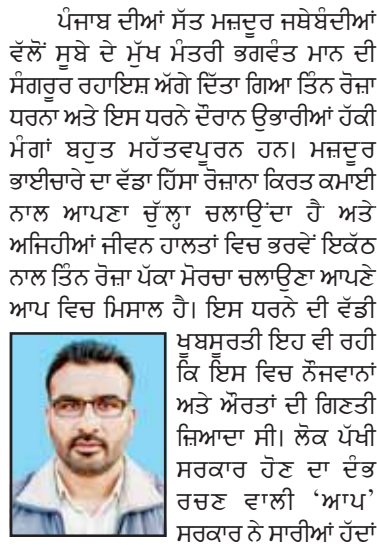 ਪੰਜਾਬ ਦੀਆਂ ਸੱਤ ਮਜ਼ਦੂਰ ਜਥੇਬੰਦੀਆਂ
ਵੱਲੋਂ ਸੂਬੇ ਦੇ ਮੁੱਖ ਮੰਤਰੀ ਭਗਵੰਤ ਮਾਨ ਦੀ
ਸੰਗਰੂਰ ਰਹਾਇਸ਼ ਅੱਗੇ ਦਿੱਤਾ ਗਿਆ ਤਿੰਨ ਰੋਜ਼ਾ
ਧਰਨਾ ਅਤੇ ਇਸ ਧਰਨੇ ਦੌਰਾਨ ਉਭਾਰੀਆਂ ਹੱਕੀ
ਮੰਗਾਂ ਬਹੁਤ ਮਹੱਤਵਪੂਰਨ ਹਨ। ਮਜ਼ਦੂਰ
ਭਾਈਚਾਰੇ ਦਾ ਵੱਡਾ ਹਿੱਸਾ ਰੋਜ਼ਾਨਾ ਕਿਰਤ ਕਮਾਈ
ਨਾਲ ਆਪਣਾ ਚੁੱਲ੍ਹਾ ਚਲਾਉਂਦਾ ਹੈ ਅਤੇ
ਅਜਿਹੀਆਂ ਜੀਵਨ ਹਾਲਤਾਂ ਵਿਚ ਭਰਵੇਂ ਇਕੱਠ
ਨਾਲ ਤਿੰਨ ਰੋਜ਼ਾ ਪੱਕਾ ਮੋਰਚਾ ਚਲਾਉਣਾ ਆਪਣੇ
ਆਪ ਵਿਚ ਮਿਸਾਲ ਹੈ। ਇਸ ਧਰਨੇ ਦੀ ਵੱਡੀ
ਖ਼ੂਬਸੂਰਤੀ ਇਹ ਵੀ ਰਹੀ
ਕਿ ਇਸ ਵਿਚ ਨੌਜਵਾਨਾਂ
ਅਤੇ ਔਰਤਾਂ ਦੀ ਗਿਣਤੀ
ਜ਼ਿਆਦਾ ਸੀ। ਲੋਕ ਪੱਖੀ
ਸਰਕਾਰ ਹੋਣ ਦਾ ਦੰਭ
ਰਚਣ ਵਾਲੀ ‘ਆਪ’
ਸਰਕਾਰ ਨੇ ਸਾਰੀਆਂ ਹੱਦਾਂ